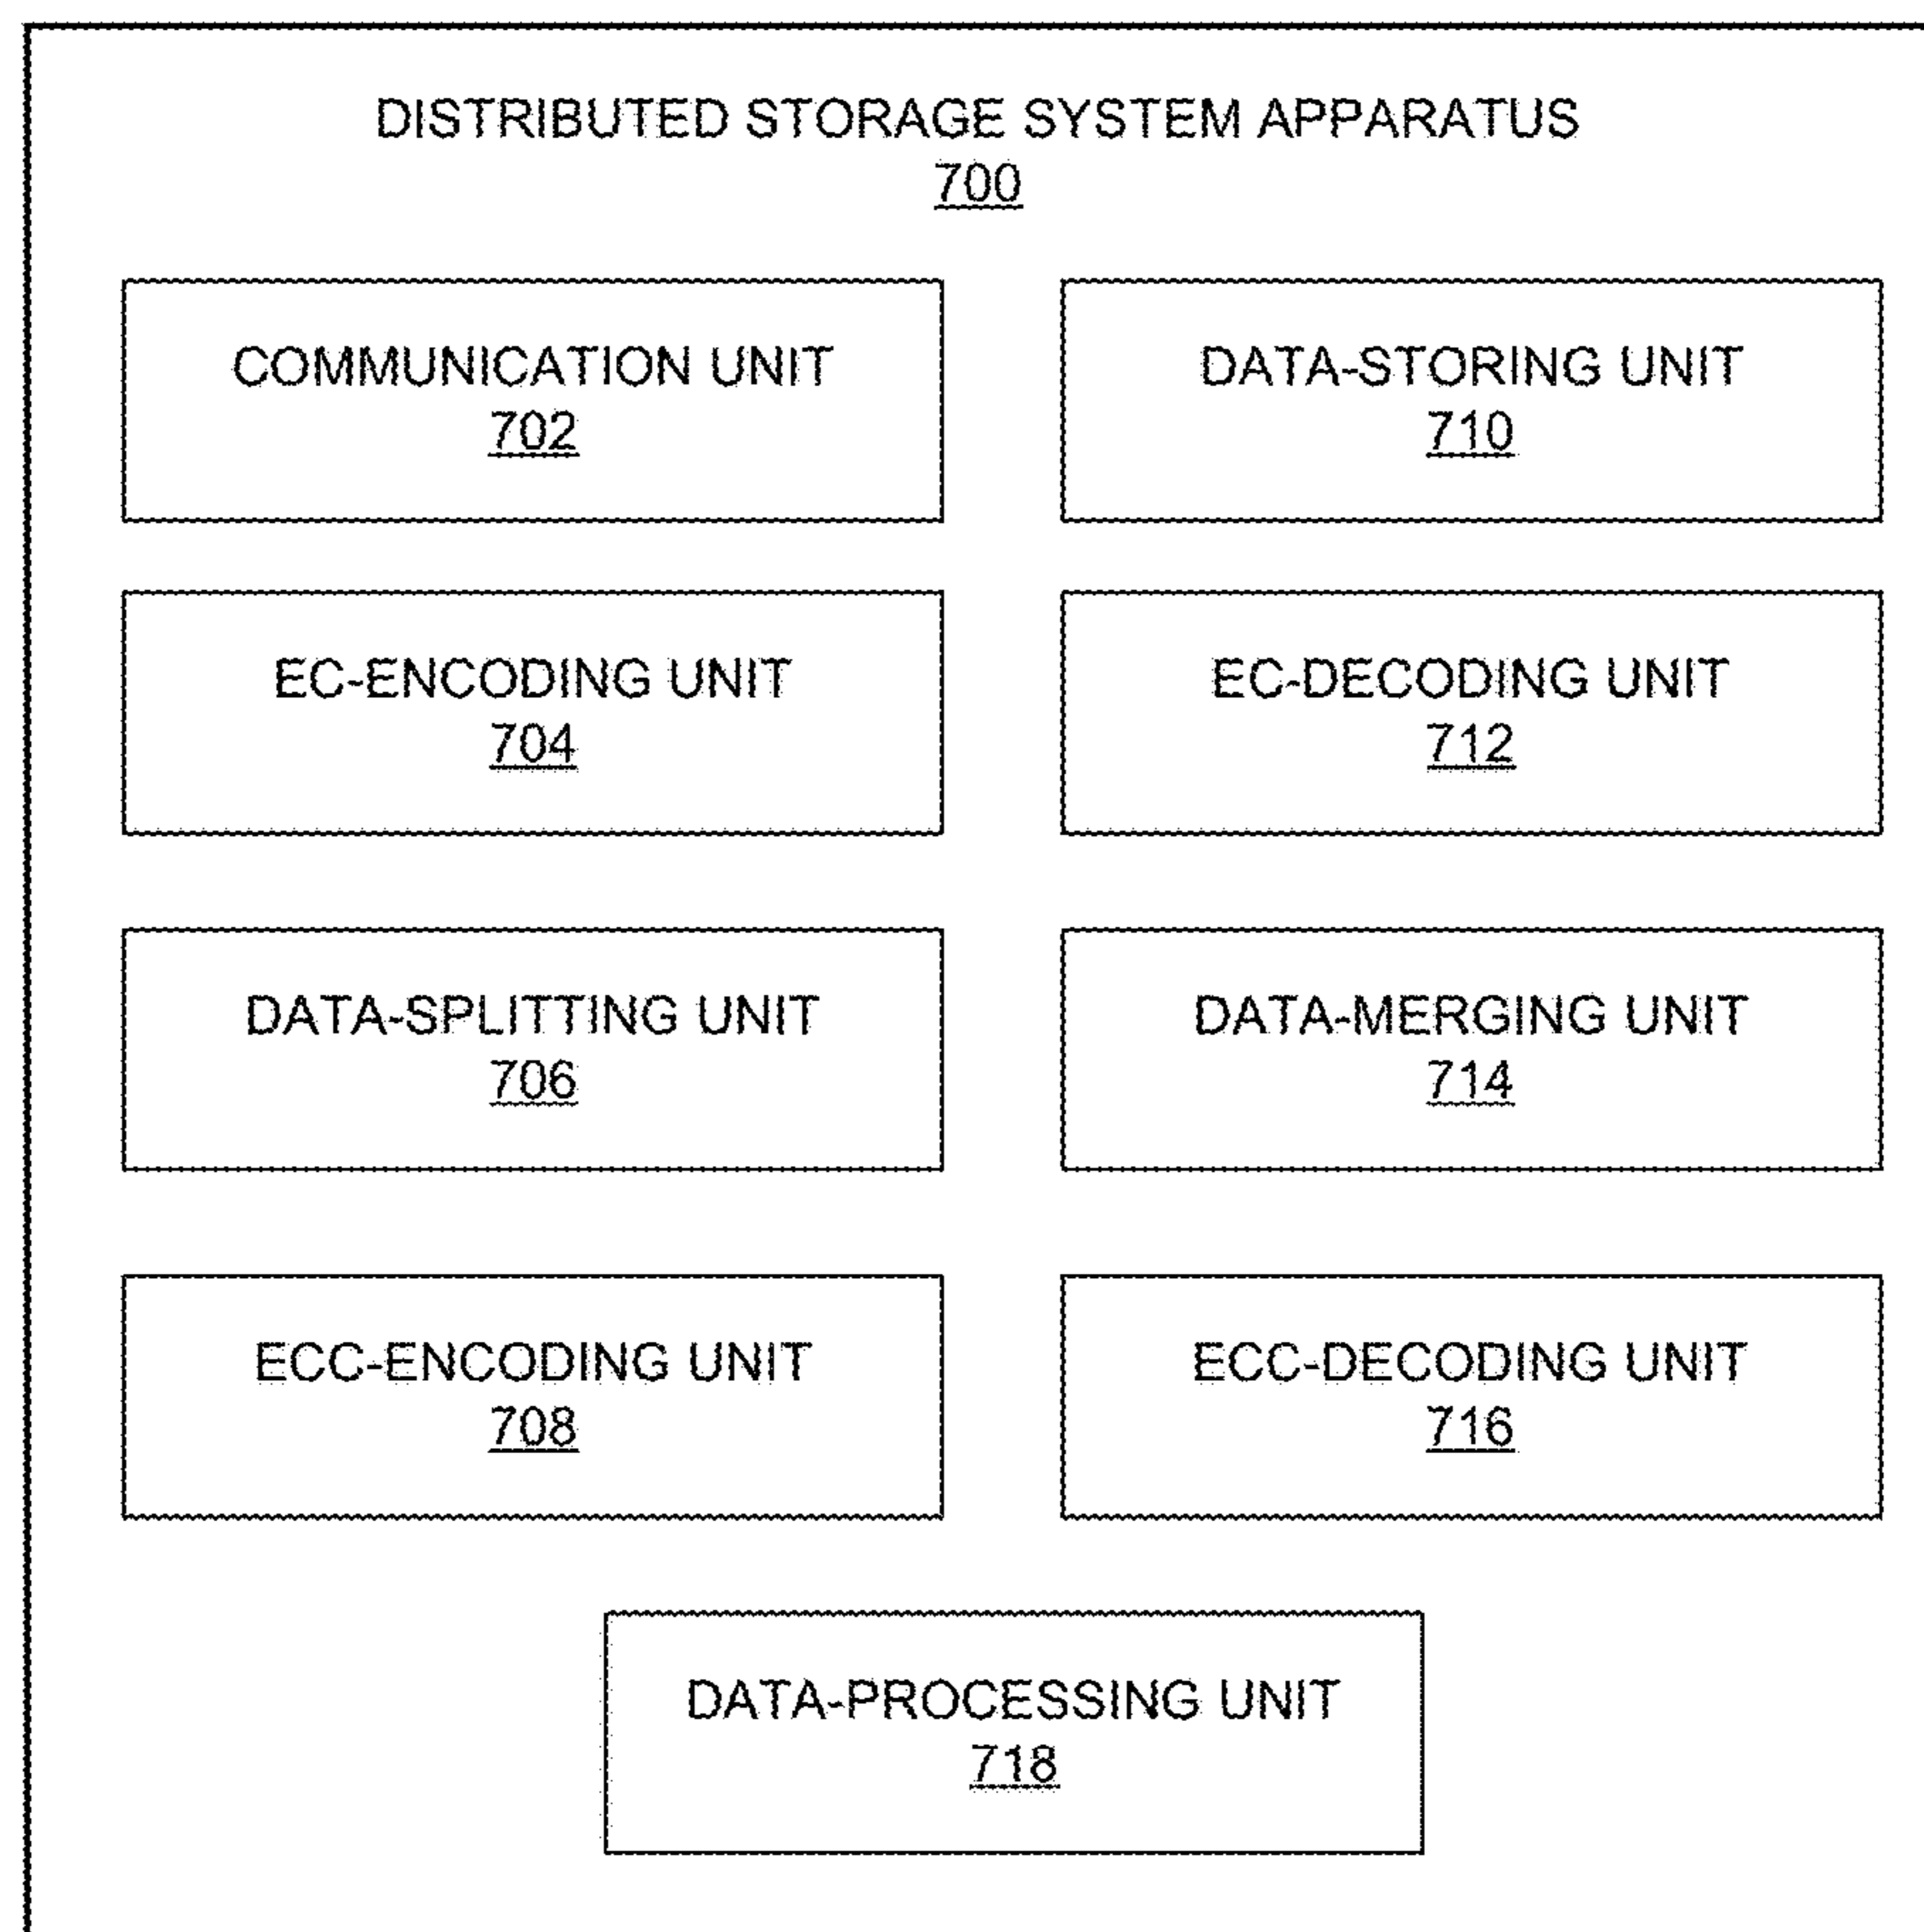 DISTRIBUTED STORAGE SYSTEM APPARATUS
700
COMMUNICATION UNIT
702
DATA-STORING UNIT
710
EC-ENCODING UNIT
704
EC-DECODING UNIT
712
DATA-SPLITTING UNIT
706
DATA-MERGING UNIT
714
ECC-ENCODING UNIT
708
ECC-DECODING UNIT
716
DATA-PROCESSING UNIT
718